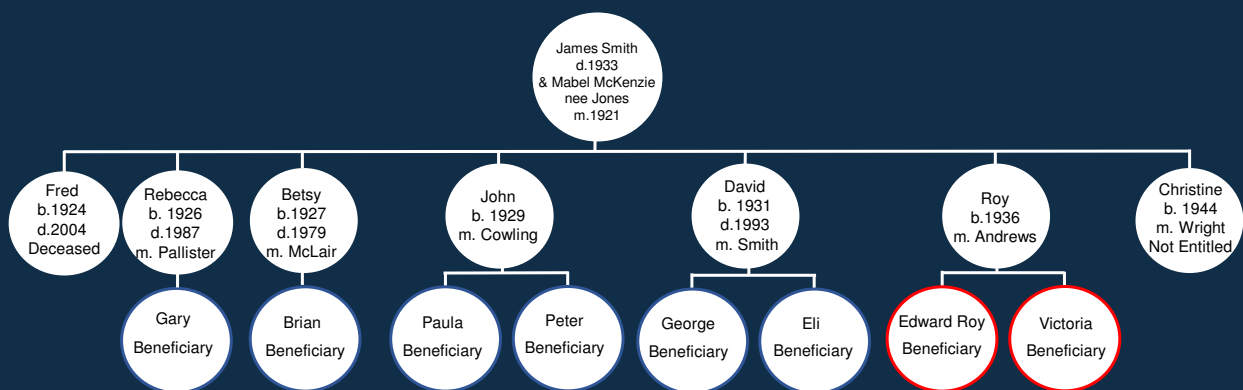 James Smith
d.1933
& Mabel McKenzie
nee Jones
m.1921
Fred
b.1924
d.2004
Deceased
Rebecca
b. 1926
d.1987
m. Pallister
Betsy
b.1927
d.1979
m. McLair
John
b. 1929
m. Cowling
David
b. 1931
d.1993
m. Smith
Roy
b.1936
m. Andrews
Christine
b. 1944
m. Wright
Not Entitled
Gary
Beneficiary
Brian
Beneficiary
Paula
Beneficiary
Peter
Beneficiary
George
Beneficiary
Eli
Beneficiary
Edward Roy
Beneficiary
Victoria
Beneficiary